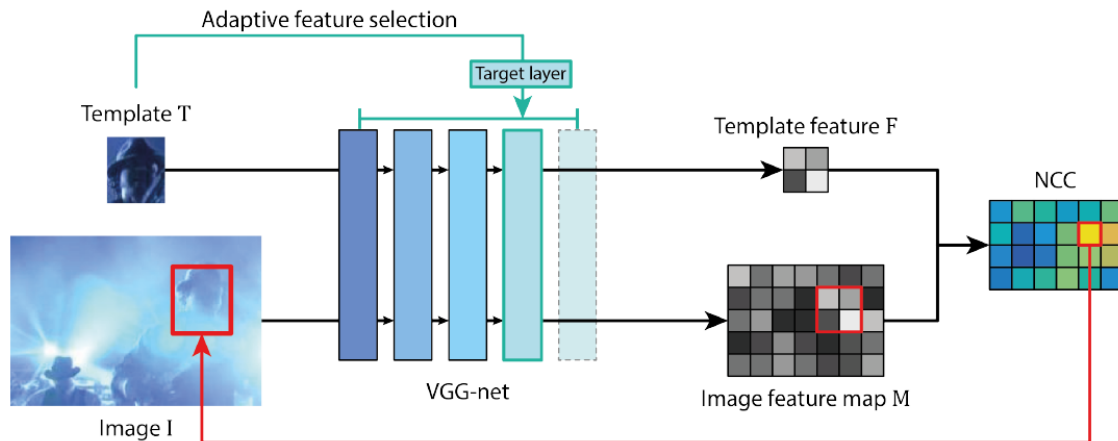 Adaptive feature selection
Target layer
Template T
Template feature F
NCC
VGG-net
Image feature map M
Image I